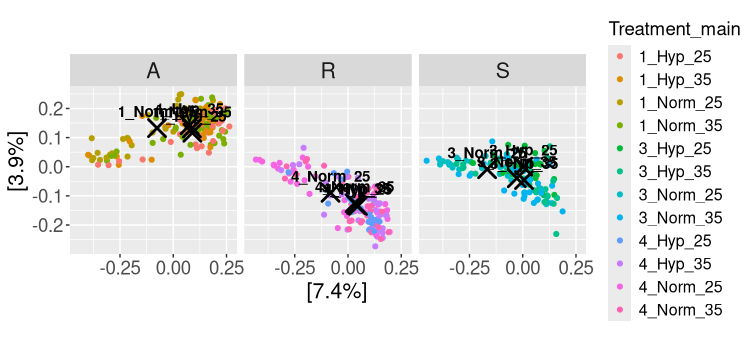 Treatment_main
A R S
1_Hyp_25
1_Hyp_35
1_Norm_25
1_Norm_35
3_Hyp_25
3_Hyp_35
3_Norm_25
3_Norm_35
4_Hyp_25
4_Hyp_35
4_Norm_25
4_Norm_35
[3.9%]
0.2
0.1
0.0
-0.1
-0.2
4_Norm_25
3_Hyp_25
-0.25 0.00 0.25 -0.25 0.00 0.25 -0.25 0.00 0.25
[7.4%]